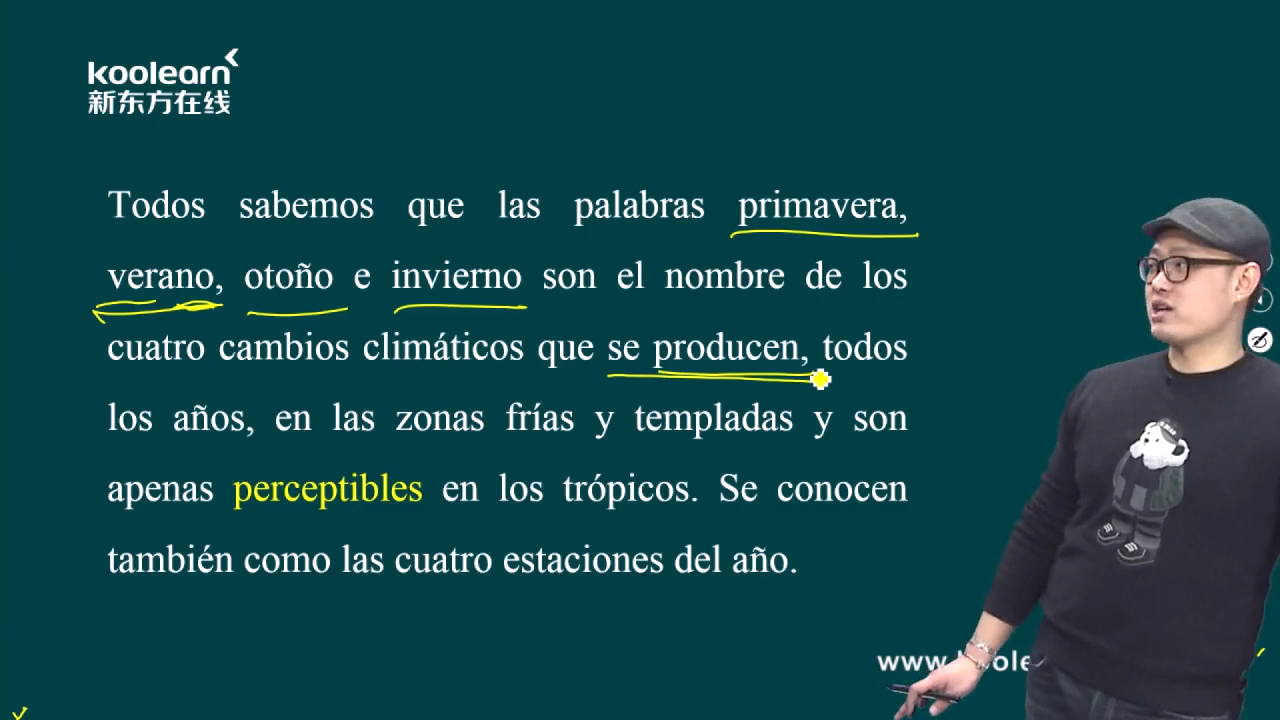 koolearn
新东方在线
Todos sabemos que las palabras primavera,
verano, otoño e invierno son el nombre de los
cuatro cambios climáticos que se producen, todos
los años, en las zonas frías y templadas y son
apenas perceptibles en los trópicos. Se conocen
también como las cuatro estaciones del año.